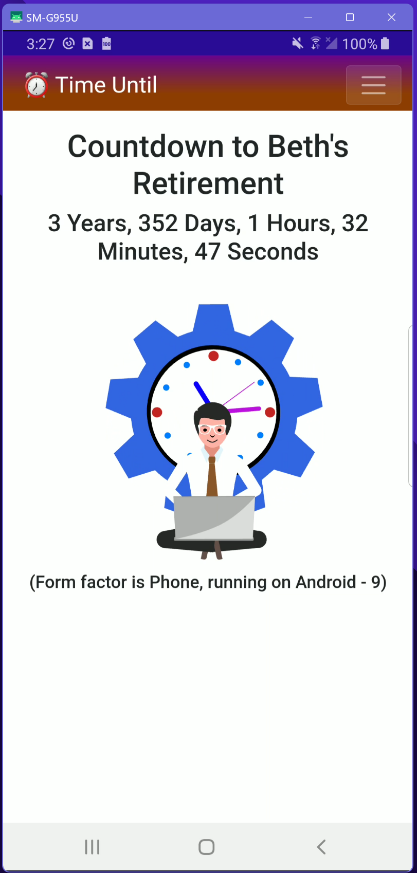 SM-G955U
3:27 100 100%
⏰ Time Until
Countdown to Beth's
Retirement
3 Years, 352 Days, 1 Hours, 32
Minutes, 47 Seconds
(Form factor is Phone, running on Android - 9)